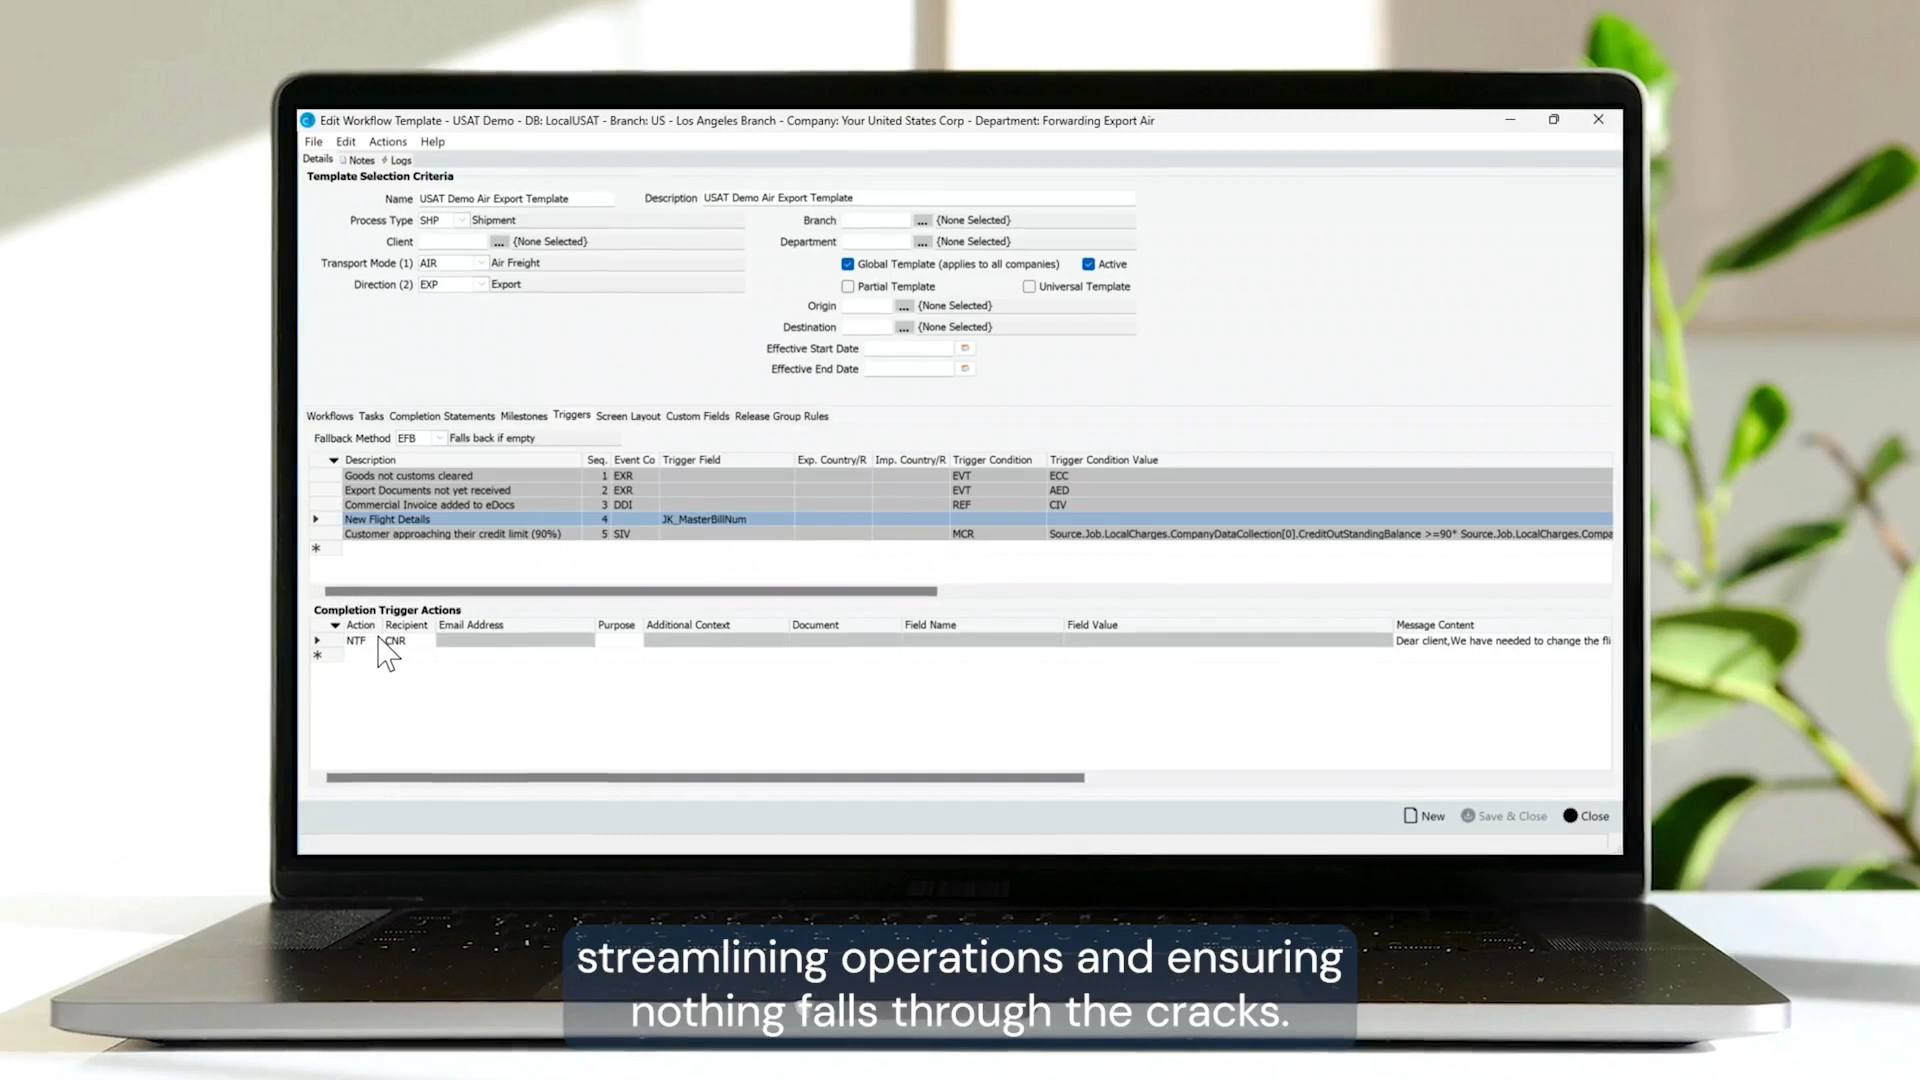 Edit Workflow Template - USAT Demo - DB: LocalUSAT - Branch: US - Los Angeles Branch - Company: Your United States Corp - Department: Forwarding Export Air
File Edit Actions Help
Details Notes Logs
Template Selection Criteria
Name USAT Demo Air Export Template Description USAT Demo Air Export Template
Process Type SHP Shipment Branch ... {None Selected}
Client ... {None Selected} Department ... {None Selected}
Transport Mode (1) AIR Air Freight Global Template (applies to all companies) Active
Direction (2) EXP Export Partial Template Universal Template
Origin ... {None Selected}
Destination ... {None Selected}
Effective Start Date
Effective End Date
Workflows Tasks Completion Statements Milestones Triggers Screen Layout Custom Fields Release Group Rules
Fallback Method EFB Falls back if empty
Description Seq. Event Co Trigger Field Exp. Country/R Imp. Country/R Trigger Condition Trigger Condition Value
Goods not customs cleared 1 EXR EVT ECC
Export Documents not yet received 2 EXR EVT AED
Commercial Invoice added to eDocs 3 DDI REF CIV
New Flight Details 4 JK_MasterBillNum
Customer approaching their credit limit (90%) 5 SIV MCR Source.Job.LocalCharges.CompanyDataCollection[0].CreditOutStandingBalance >=90* Source.Job.LocalCharges.Compa
Completion Trigger Actions
Action Recipient Email Address Purpose Additional Context Document Field Name Field Value Message Content
NTF CNR Dear client,We have needed to change the fli
New Save & Close Close
streamlining operations and ensuring
nothing falls through the cracks.